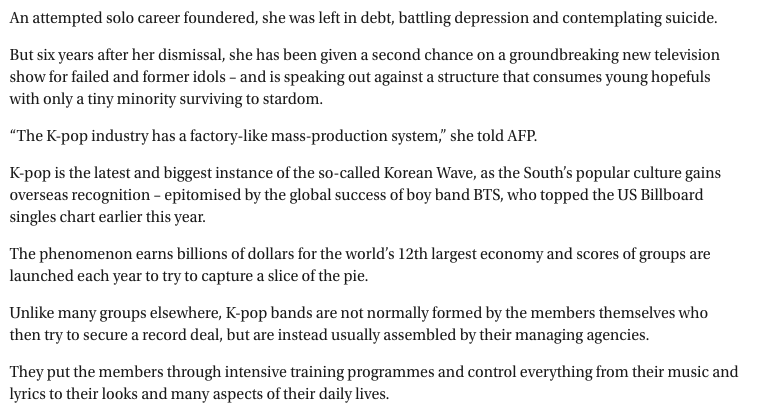 An attempted solo career foundered, she was left in debt, battling depression and contemplating suicide.
But six years after her dismissal, she has been given a second chance on a groundbreaking new television
show for failed and former idols – and is speaking out against a structure that consumes young hopefuls
with only a tiny minority surviving to stardom.
“The K-pop industry has a factory-like mass-production system,” she told AFP.
K-pop is the latest and biggest instance of the so-called Korean Wave, as the South’s popular culture gains
overseas recognition – epitomised by the global success of boy band BTS, who topped the US Billboard
singles chart earlier this year.
The phenomenon earns billions of dollars for the world’s 12th largest economy and scores of groups are
launched each year to try to capture a slice of the pie.
Unlike many groups elsewhere, K-pop bands are not normally formed by the members themselves who
then try to secure a record deal, but are instead usually assembled by their managing agencies.
They put the members through intensive training programmes and control everything from their music and
lyrics to their looks and many aspects of their daily lives.